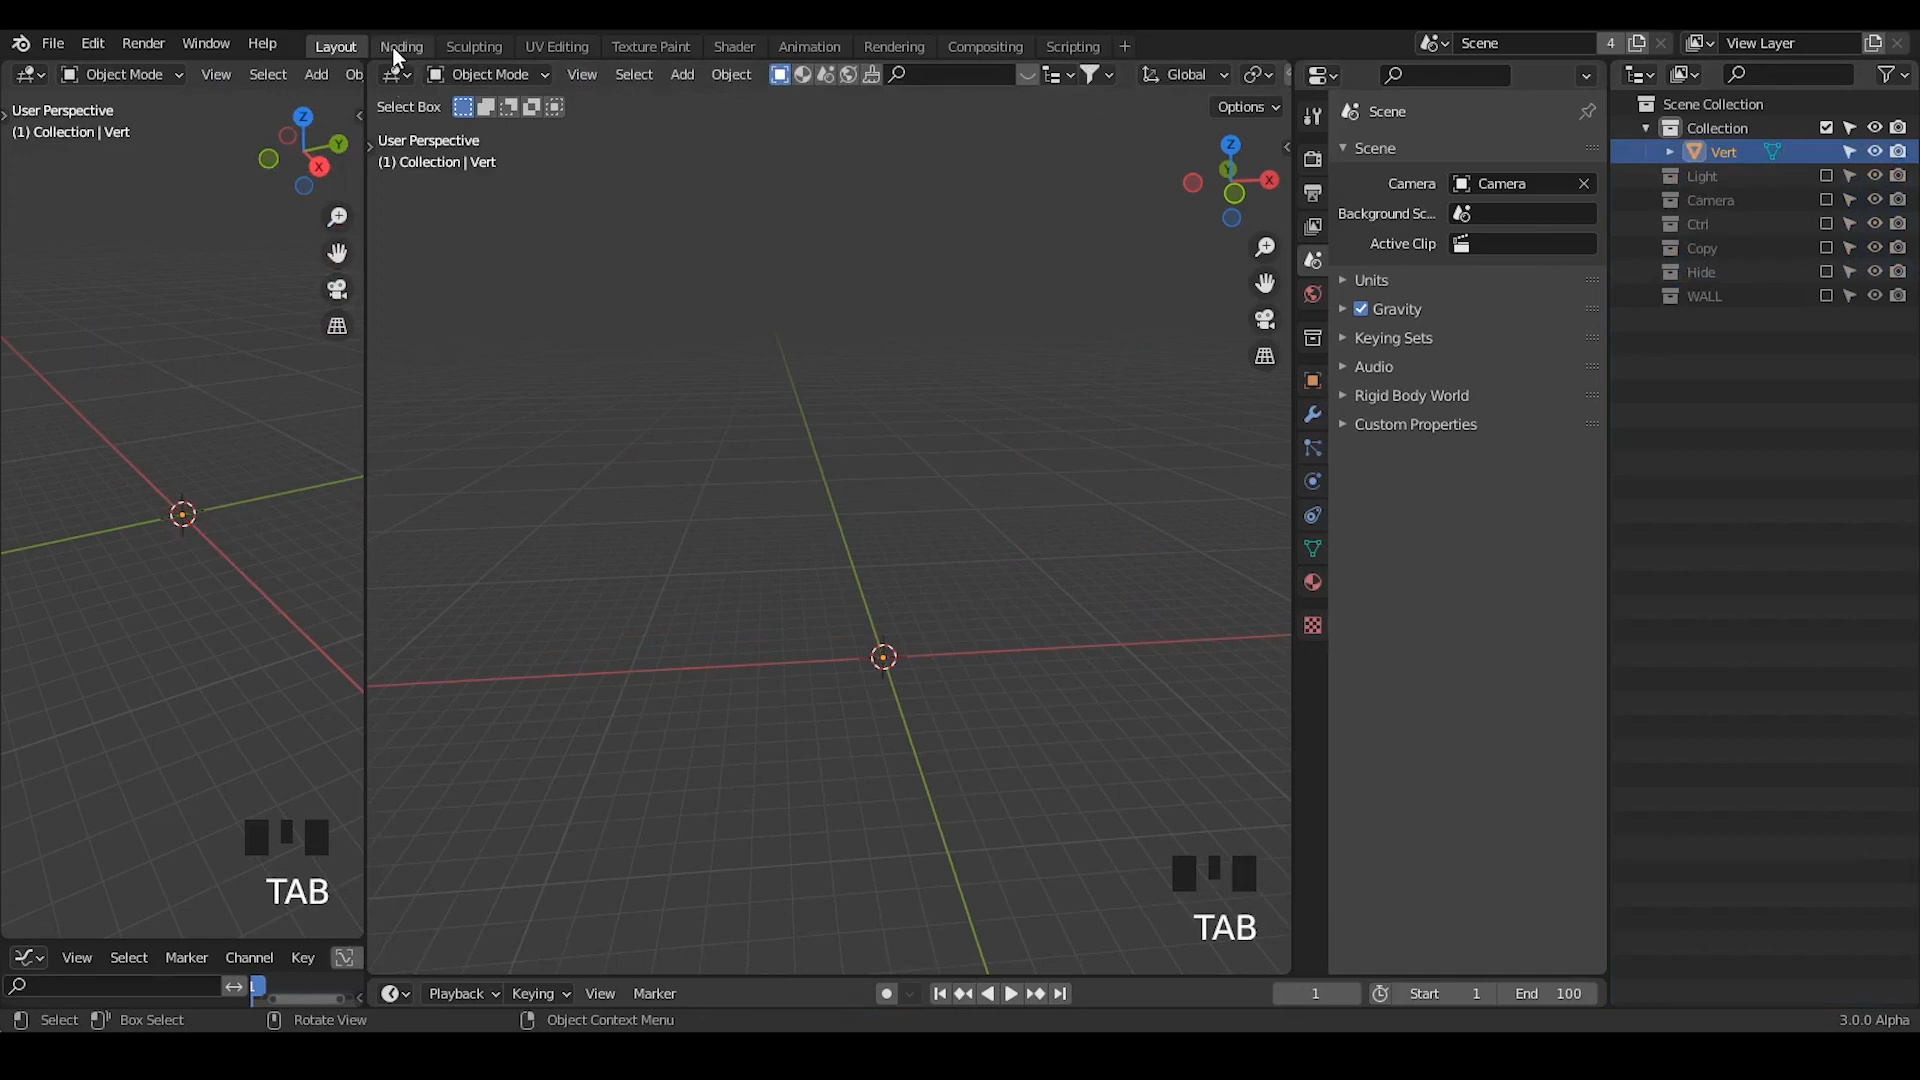 File Edit Render Window Help Layout Noding Sculpting UV Editing Texture Paint Shader Animation Rendering Compositing Scripting + Scene 4 View Layer
Object Mode View Select Add Ob Object Mode View Select Add Object Global
Select Box Options
User Perspective
(1) Collection | Vert
Z
Y
X
TAB
User Perspective
(1) Collection | Vert
Z
Y
X
TAB
Scene
Scene
Camera Camera
Background Sc...
Active Clip
Units
Gravity
Keying Sets
Audio
Rigid Body World
Custom Properties
Scene Collection
Collection
Vert
Light
Camera
Ctrl
Copy
Hide
WALL
View Select Marker Channel Key
1
Playback Keying View Marker 1 Start 1 End 100
Select Box Select Rotate View Object Context Menu 3.0.0 Alpha